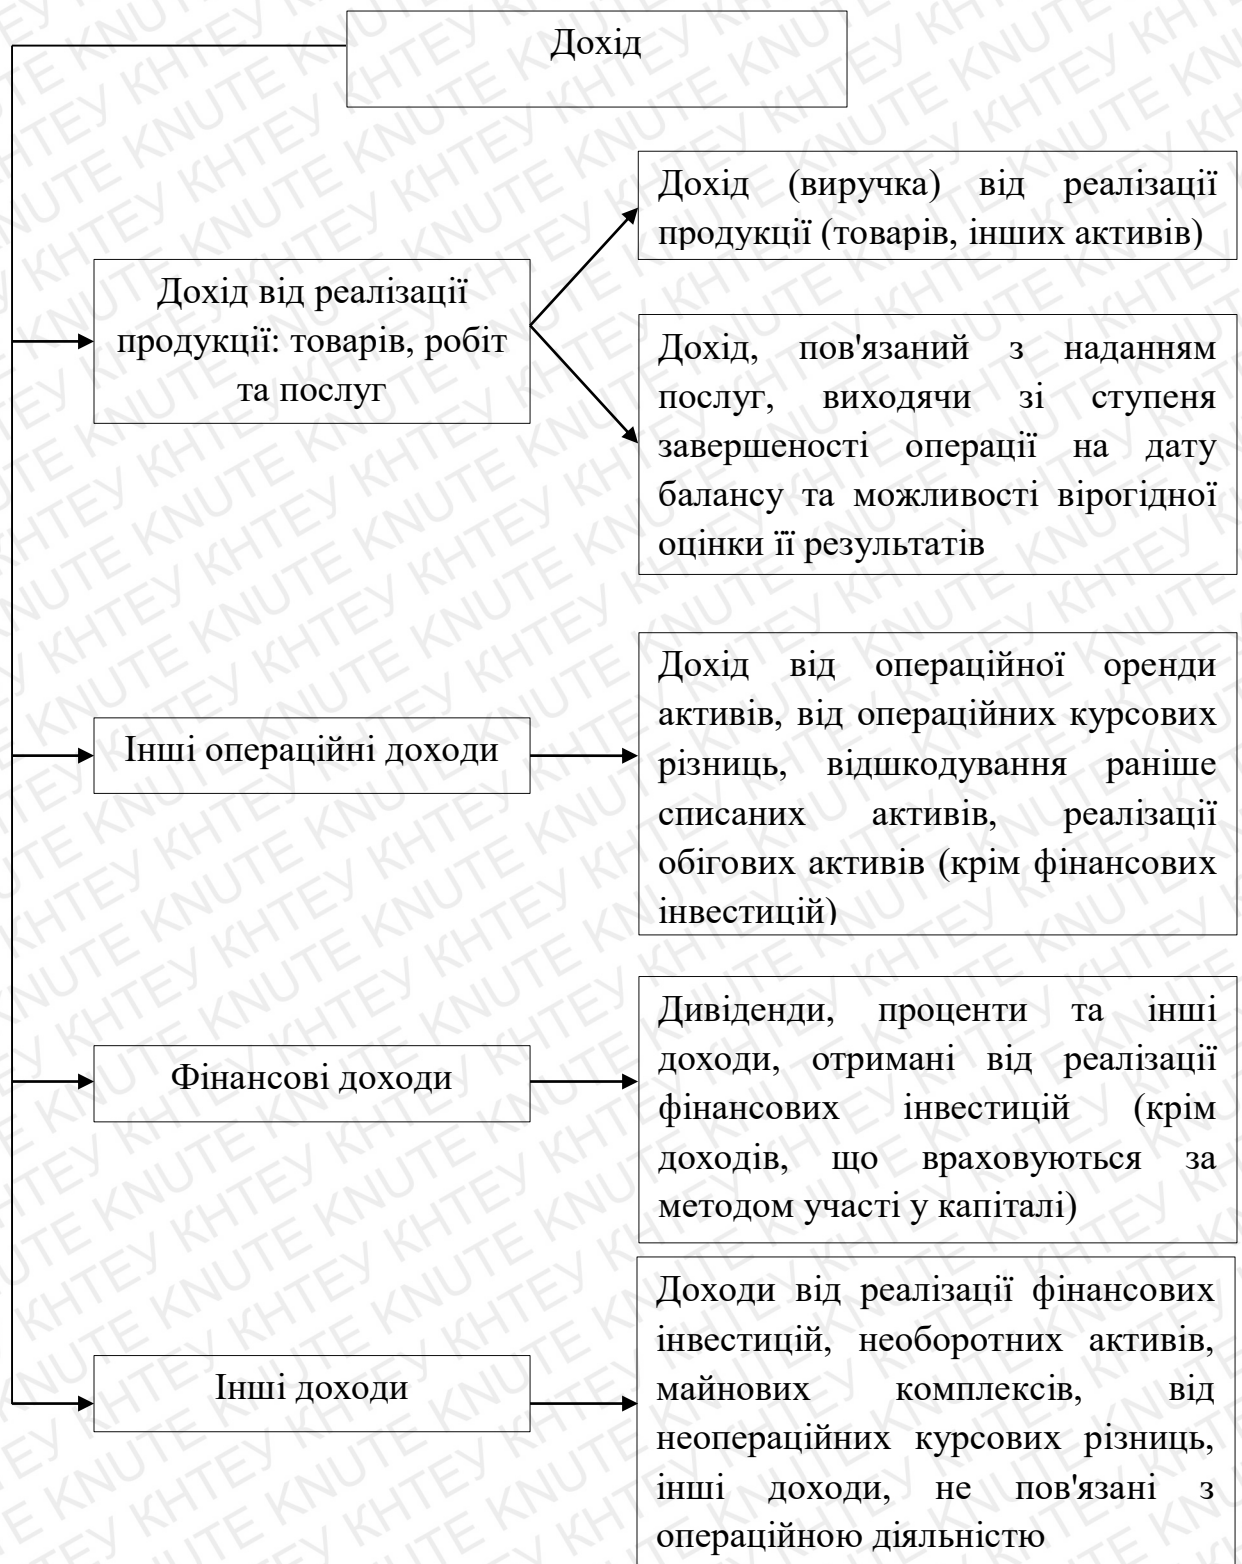 Дохід
Дохід (виручка) від реалізації
продукції (товарів, інших активів)
Дохід від реалізації
продукції: товарів, робіт
та послуг
Дохід, пов'язаний з наданням
послуг, виходячи зі ступеня
завершеності операції на дату
балансу та можливості вірогідної
оцінки її результатів
Інші операційні доходи
Дохід від операційної оренди
активів, від операційних курсових
різниць, відшкодування раніше
списаних активів, реалізації
обігових активів (крім фінансових
інвестицій)
Фінансові доходи
Дивіденди, проценти та інші
доходи, отримані від реалізації
фінансових інвестицій (крім
доходів, що враховуються за
методом участі у капіталі)
Інші доходи
Доходи від реалізації фінансових
інвестицій, необоротних активів,
майнових комплексів, від
неопераційних курсових різниць,
інші доходи, не пов'язані з
операційною діяльністю